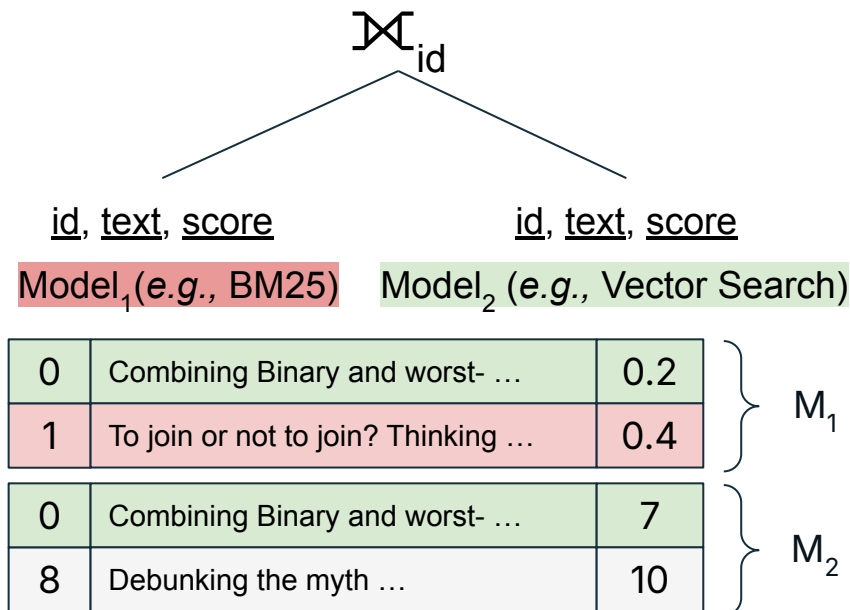 ⟗id
id, text, score id, text, score
Model1(e.g., BM25) Model2 (e.g., Vector Search)
0 Combining Binary and worst- … 0.2
1 To join or not to join? Thinking … 0.4
M1
0 Combining Binary and worst- … 7
8 Debunking the myth … 10
M2